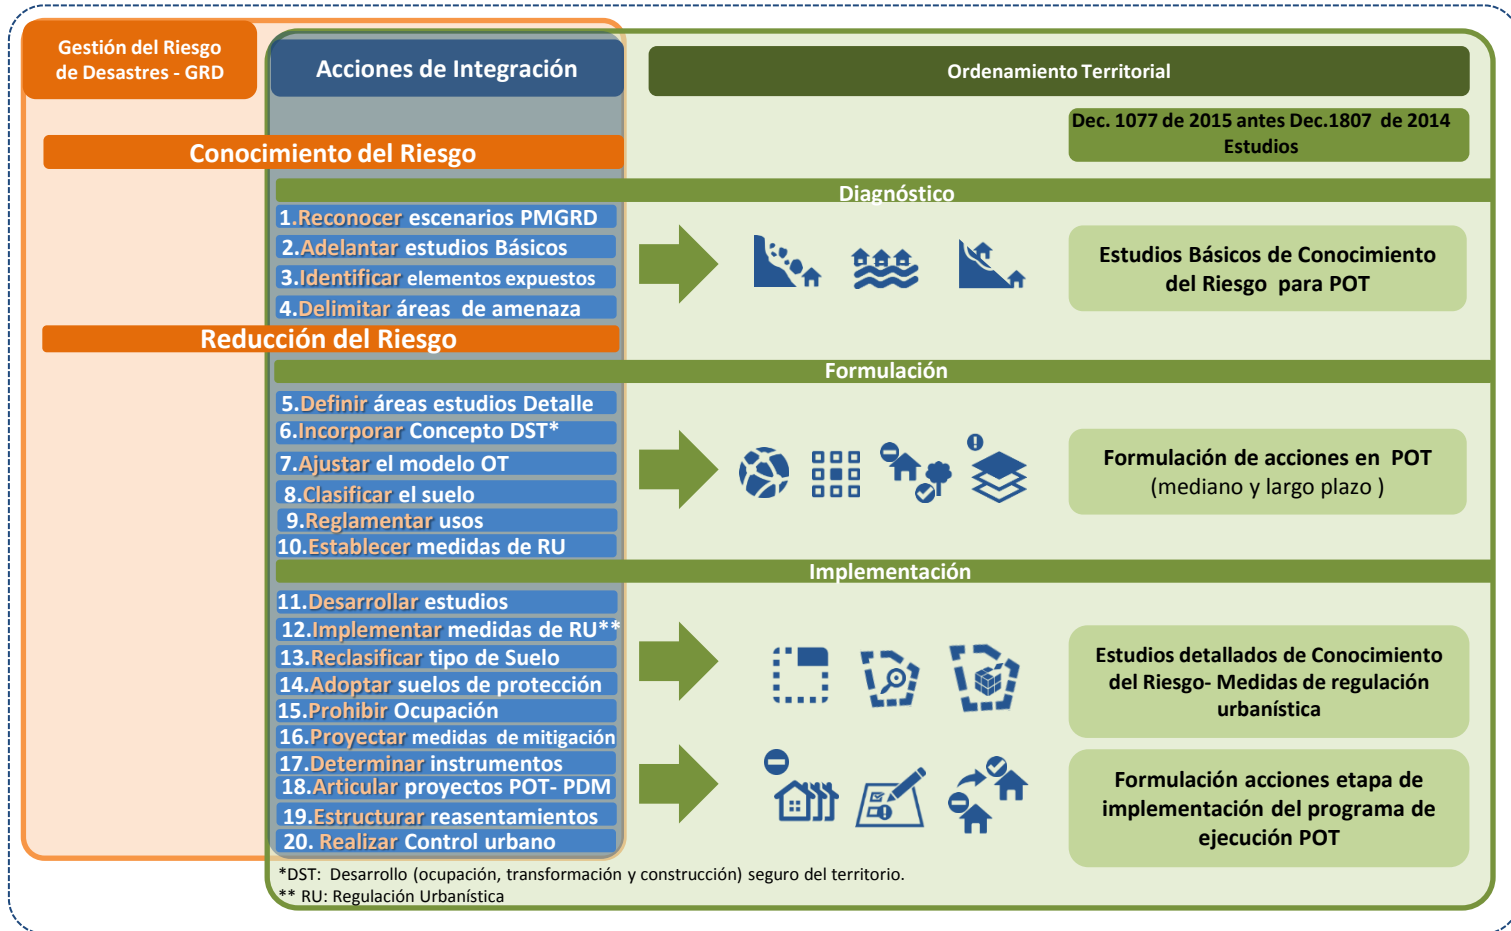 Gestión del Riesgo
de Desastres - GRD
Acciones de Integración
Ordenamiento Territorial
Dec. 1077 de 2015 antes Dec.1807 de 2014
Estudios
Conocimiento del Riesgo
Diagnóstico
1.Reconocer escenarios PMGRD
2.Adelantar estudios Básicos
3.Identificar elementos expuestos
4.Delimitar áreas de amenaza
Estudios Básicos de Conocimiento
del Riesgo para POT
Reducción del Riesgo
Formulación
5.Definir áreas estudios Detalle
6.Incorporar Concepto DST*
7.Ajustar el modelo OT
8.Clasificar el suelo
9.Reglamentar usos
10.Establecer medidas de RU
Formulación de acciones en POT
(mediano y largo plazo )
Implementación
11.Desarrollar estudios
12.Implementar medidas de RU**
13.Reclasificar tipo de Suelo
14.Adoptar suelos de protección
15.Prohibir Ocupación
16.Proyectar medidas de mitigación
17.Determinar instrumentos
18.Articular proyectos POT- PDM
19.Estructurar reasentamientos
20. Realizar Control urbano
Estudios detallados de Conocimiento
del Riesgo- Medidas de regulación
urbanística
Formulación acciones etapa de
implementación del programa de
ejecución POT
*DST: Desarrollo (ocupación, transformación y construcción) seguro del territorio.
** RU: Regulación Urbanística